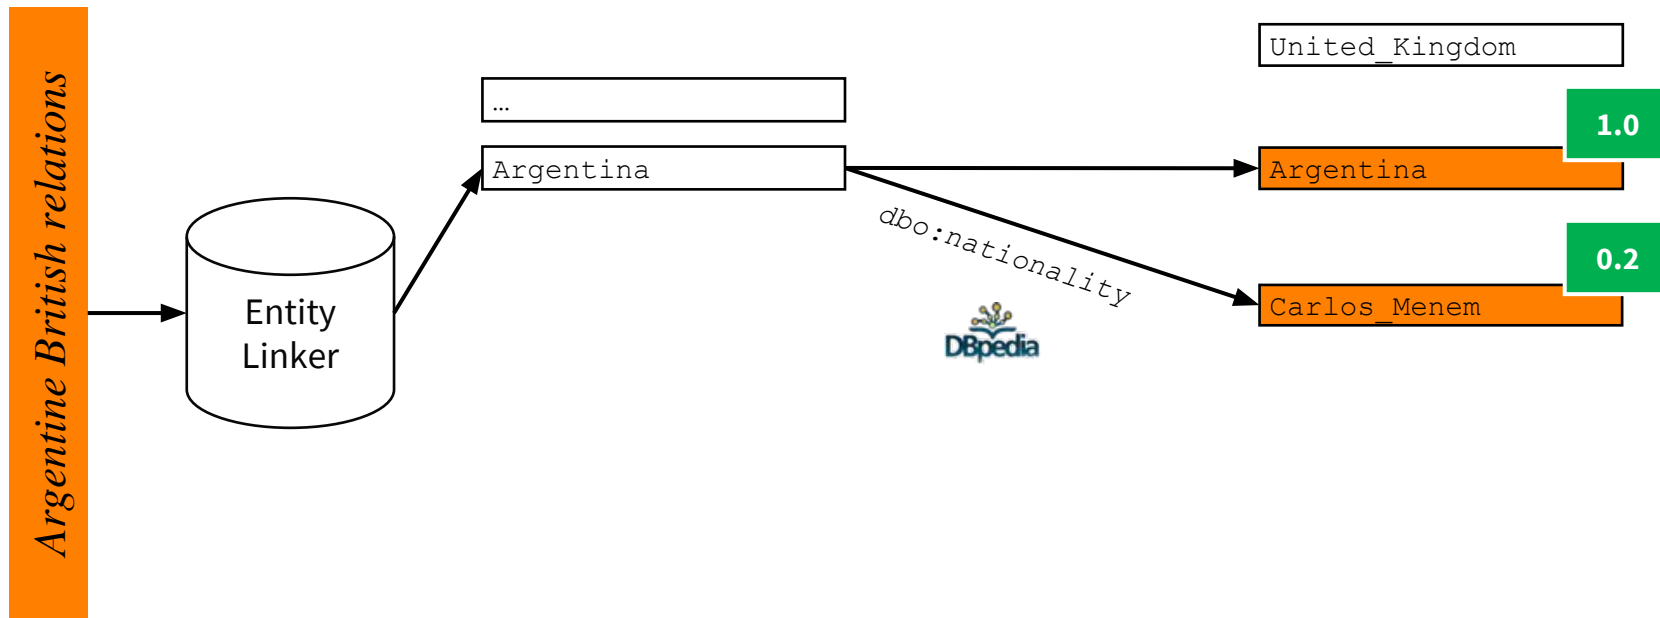 Argentine British relations
Entity
Linker
...
Argentina
dbo:nationality
DBpedia
United_Kingdom
1.0
Argentina
0.2
Carlos_Menem